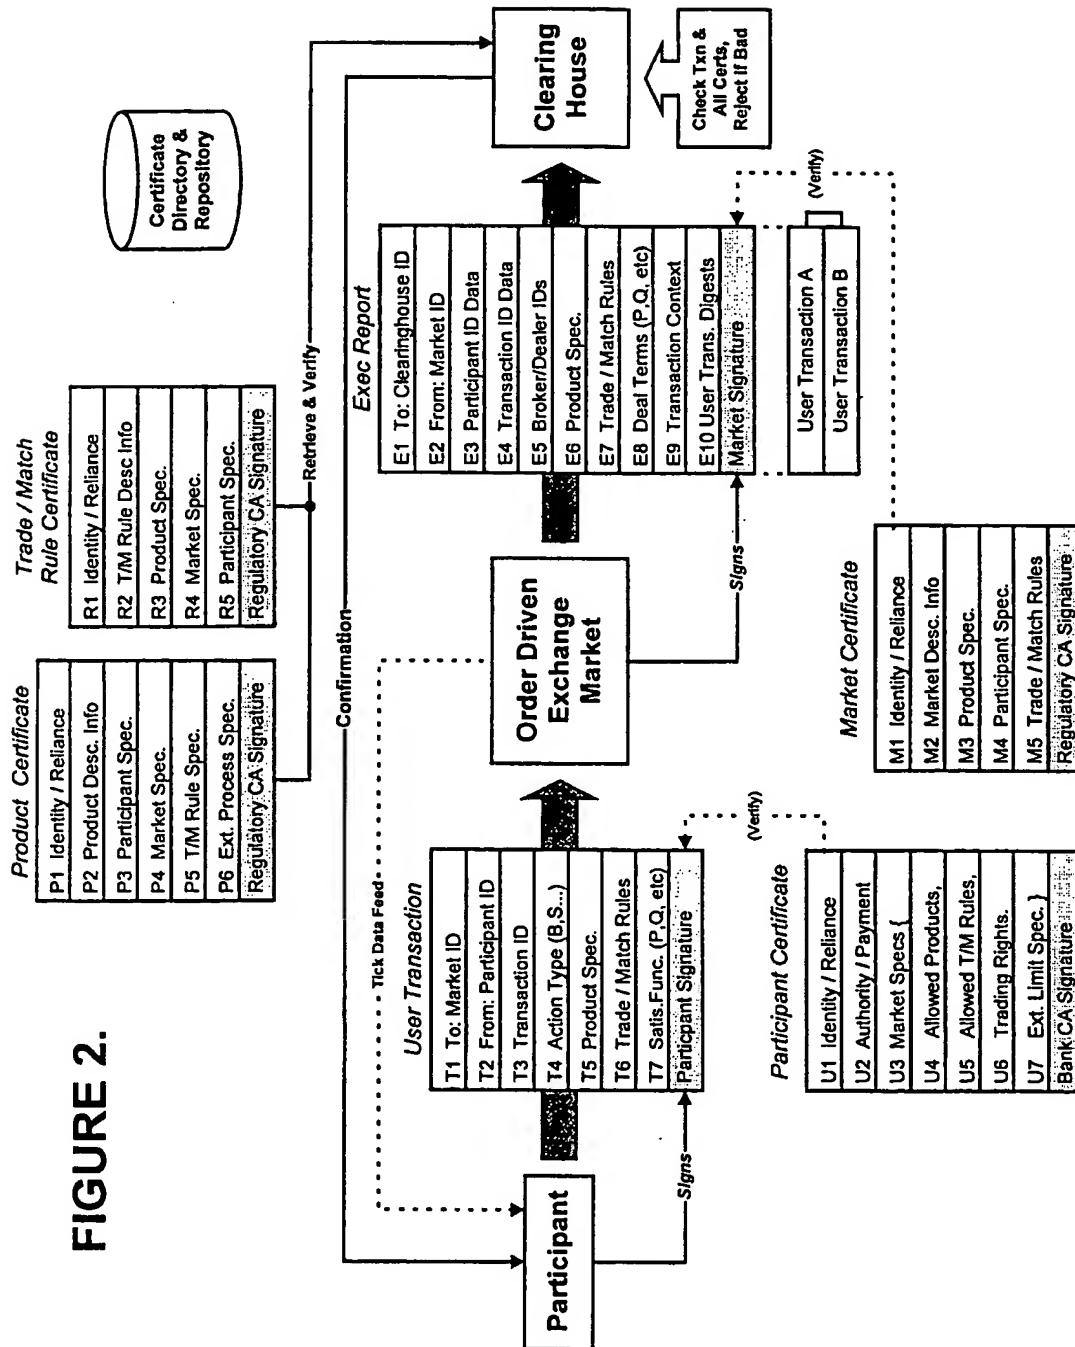 FIGURE 2.
Product Certificate
P1 Identity / Reliance
P2 Product Desc. Info
P3 Participant Spec.
P4 Market Spec.
P5 T/M Rule Spec.
P6 Ext. Process Spec.
Regulatory CA Signature
Trade / Match
Rule Certificate
R1 Identity / Reliance
R2 T/M Rule Desc Info
R3 Product Spec.
R4 Market Spec.
R5 Participant Spec.
Regulatory CA Signature
Certificate
Directory &
Repository
Retrieve & Verify
Confirmation
Tick Data Feed
Participant
Signs
User Transaction
T1 To: Market ID
T2 From: Participant ID
T3 Transaction ID
T4 Action Type (B,S...)
T5 Product Spec.
T6 Trade / Match Rules
T7 Satis.Func. (P,Q, etc)
Particpant Signature
(Verify)
Order Driven
Exchange
Market
Signs
Exec Report
E1 To: Clearinghouse ID
E2 From: Market ID
E3 Participant ID Data
E4 Transaction ID Data
E5 Broker/Dealer IDs
E6 Product Spec.
E7 Trade / Match Rules
E8 Deal Terms (P,Q, etc)
E9 Transaction Context
E10 User Trans. Digests
Market Signature
User Transaction A
User Transaction B
(Verify)
Clearing
House
Check Txn &
All Certs,
Reject If Bad
Participant Certificate
U1 Identity / Reliance
U2 Authority / Payment
U3 Market Specs {
U4 Allowed Products,
U5 Allowed T/M Rules,
U6 Trading Rights.
U7 Ext. Limit Spec. }
Bank CA Signature
Market Certificate
M1 Identity / Reliance
M2 Market Desc. Info
M3 Product Spec.
M4 Participant Spec.
M5 Trade / Match Rules
Regulatory CA Signature